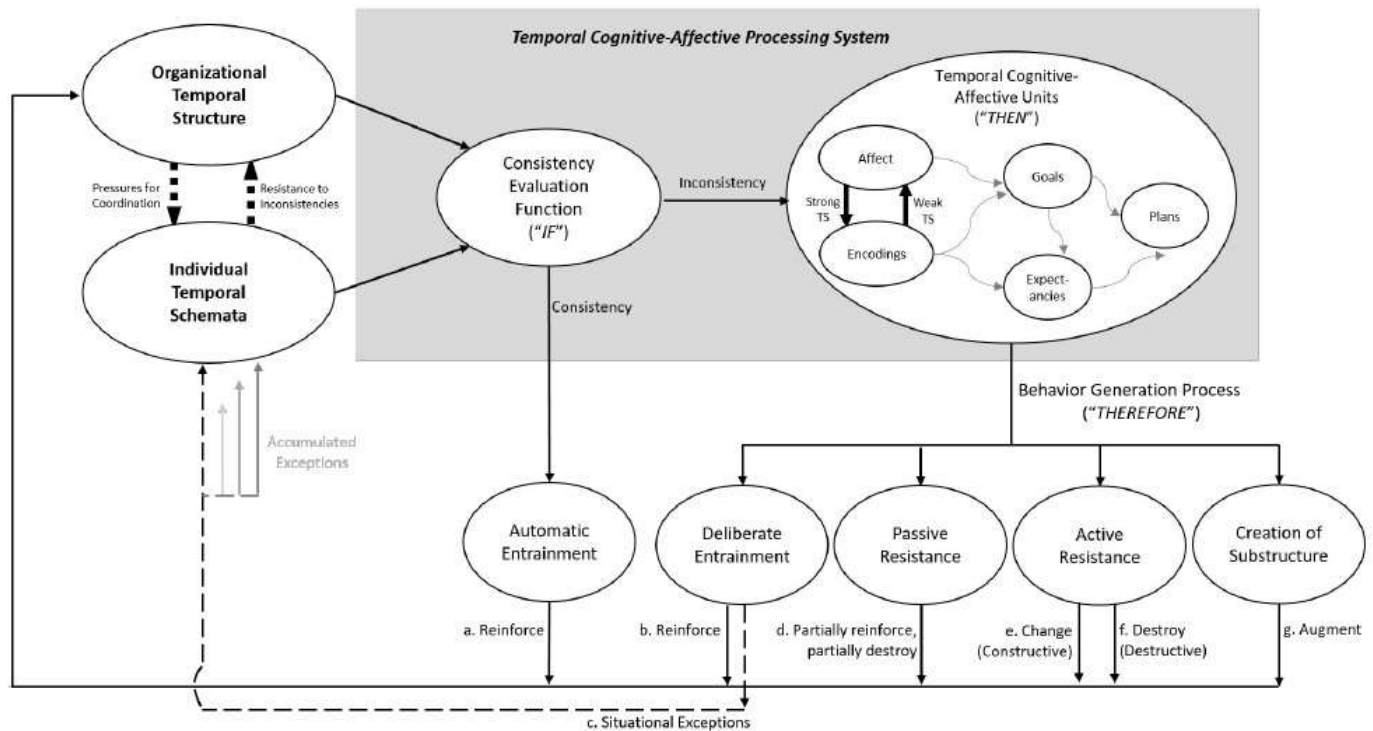 Temporal Cognitive-Affective Processing System
Organizational
Temporal
Structure
Pressures for
Coordination
Resistance to
Inconsistencies
Individual
Temporal
Schemata
Accumulated
Exceptions
Consistency
Evaluation
Function
("IF")
Inconsistency
Consistency
Temporal Cognitive-
Affective Units
("THEN")
Affect
Strong
TS
Weak
TS
Encodings
Goals
Plans
Expect-
ancies
Behavior Generation Process
("THEREFORE")
Automatic
Entrainment
Deliberate
Entrainment
Passive
Resistance
Active
Resistance
Creation of
Substructure
a. Reinforce
b. Reinforce
d. Partially reinforce,
partially destroy
e. Change
(Constructive)
f. Destroy
(Destructive)
g. Augment
c. Situational Exceptions